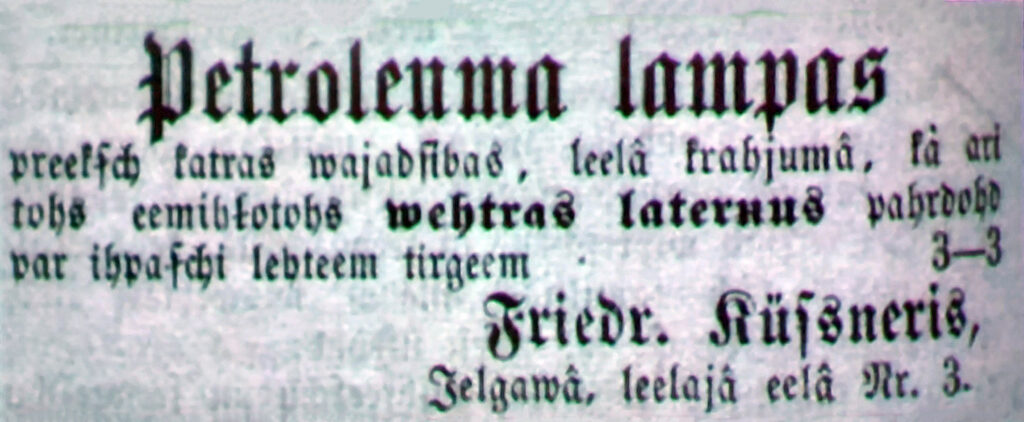 Petroleuma lampas
preekſch katras wajadſibas, leelâ krahjumâ, kà ari
tohs eemihļotohs wehtras laternus pahrdohd
par ihpaſchi lehteem tirgeem 3—3
Friedr. Küſsneris,
Jelgawâ, leelajâ eelâ Nr. 3.